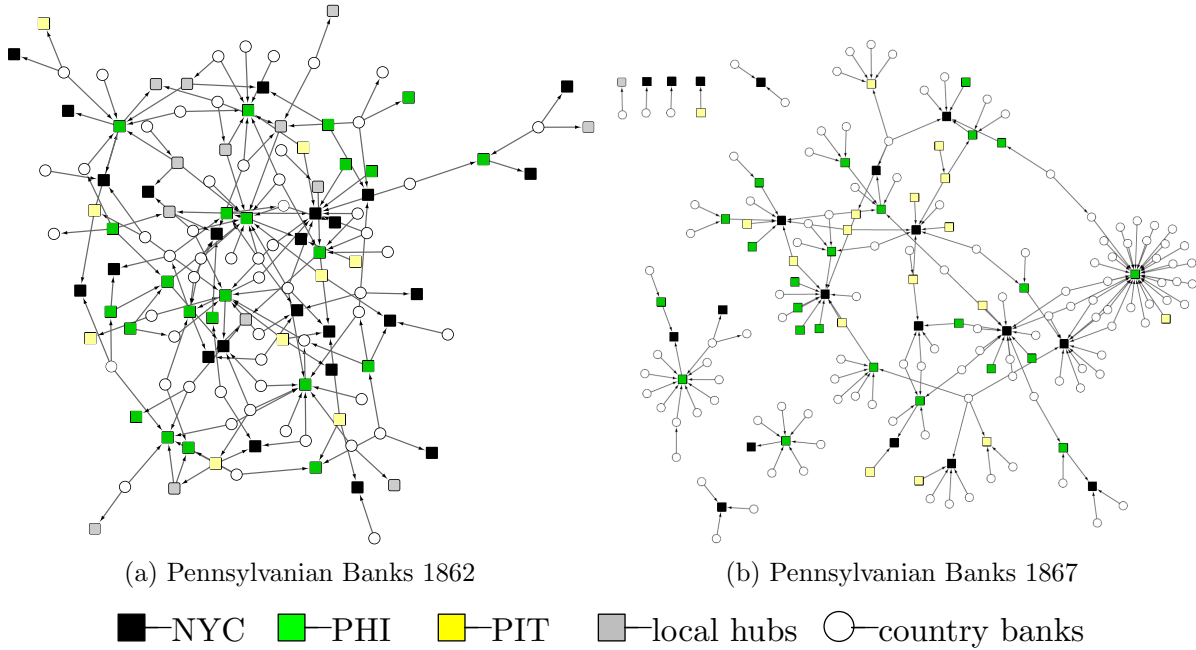 (a) Pennsylvanian Banks 1862
(b) Pennsylvanian Banks 1867
NYC PHI PIT local hubs country banks